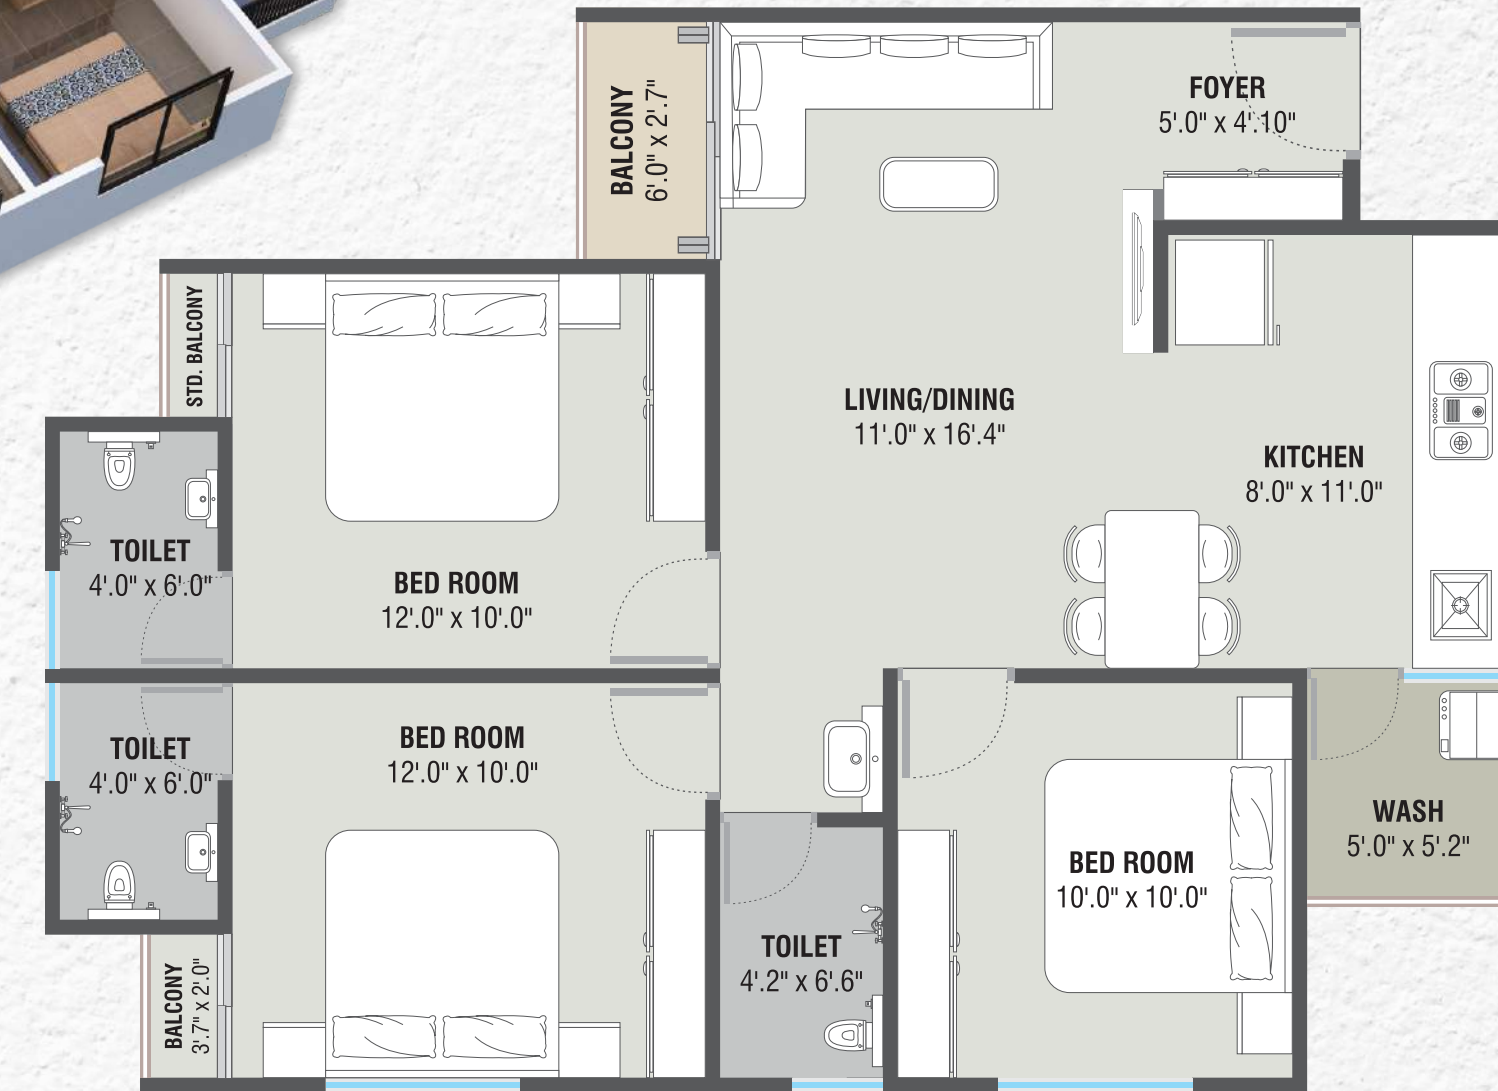 FOYER
5'.0" x 4'.10"
BALCONY
6'.0" x 2'.7"
STD. BALCONY
LIVING/DINING
11'.0" x 16'.4"
KITCHEN
8'.0" x 11'.0"
TOILET
4'.0" x 6'.0"
BED ROOM
12'.0" x 10'.0"
TOILET
4'.0" x 6'.0"
BED ROOM
12'.0" x 10'.0"
WASH
5'.0" x 5'.2"
BED ROOM
10'.0" x 10'.0"
TOILET
4'.2" x 6'.6"
BALCONY
3'.7" x 2'.0"